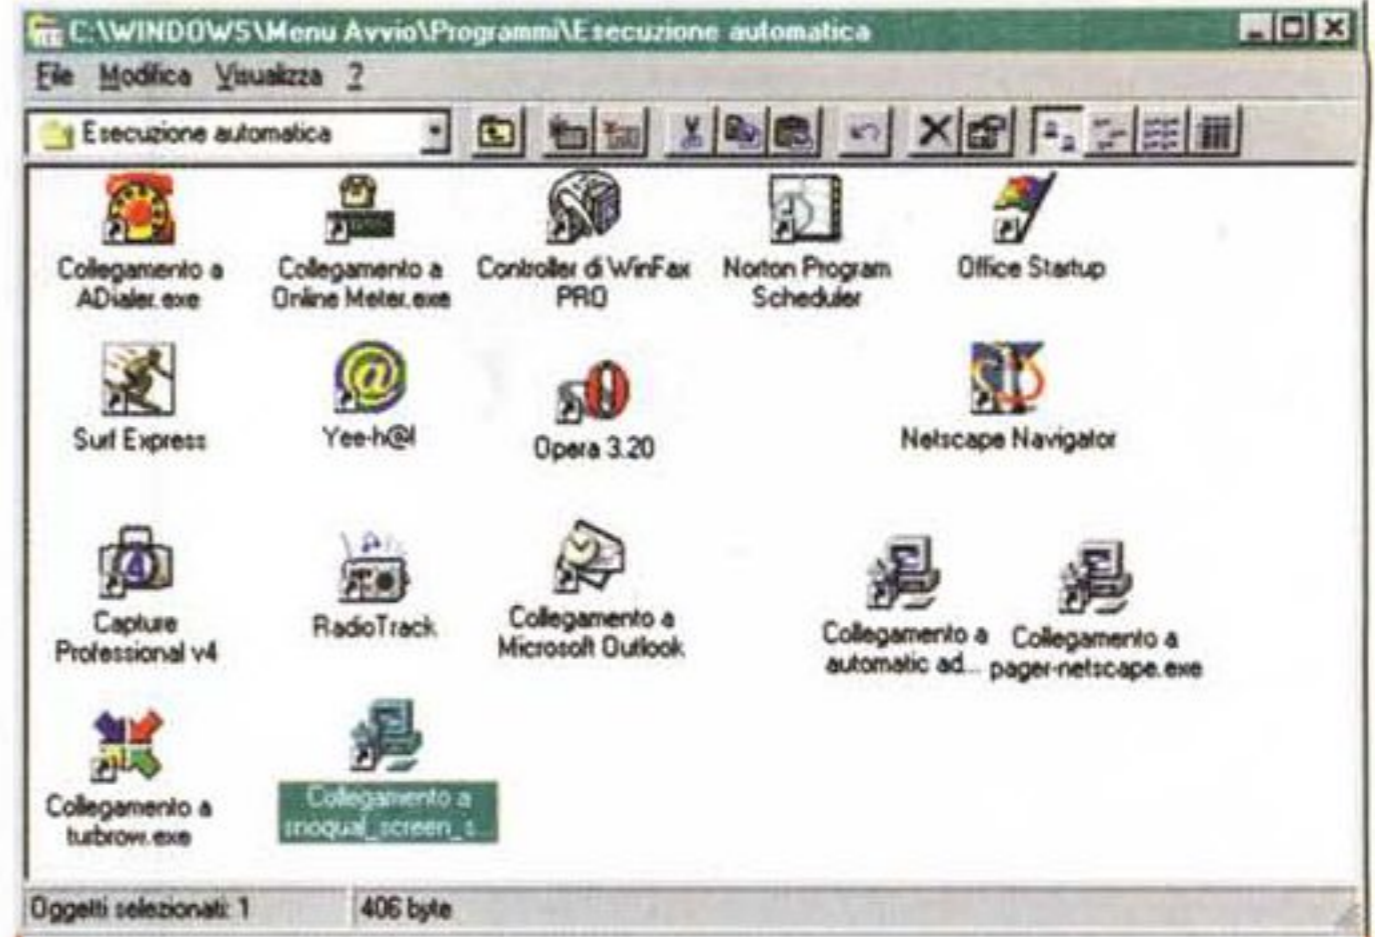 C:\WINDOWS\Menu Avvio\Programmi\Esecuzione automatica
File Modifica Visualizza ?
Esecuzione automatica
Collegamento a
ADialer.exe
Collegamento a
Online Meter.exe
Controller di WinFax
PRO
Norton Program
Scheduler
Office Startup
Surf Express
Yee-h@!
Opera 3.20
Netscape Navigator
Capture
Professional v4
RadioTrack
Collegamento a
Microsoft Outlook
Collegamento a
automatic ad...
Collegamento a
pager-netscape.exe
Collegamento a
turbrow.exe
Collegamento a
snoqual_screen_s...
Oggetti selezionati: 1
406 byte